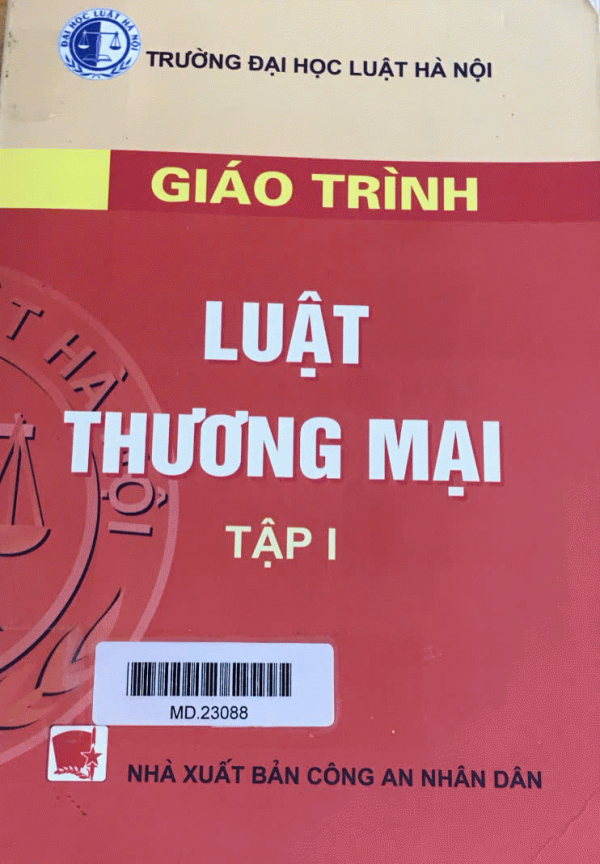 ĐẠI HỌC LUẬT HÀ NỘI
TRƯỜNG ĐẠI HỌC LUẬT HÀ NỘI
GIÁO TRÌNH
LUẬT
THƯƠNG MẠI
TẬP I
MD.23088
NHÀ XUẤT BẢN CÔNG AN NHÂN DÂN